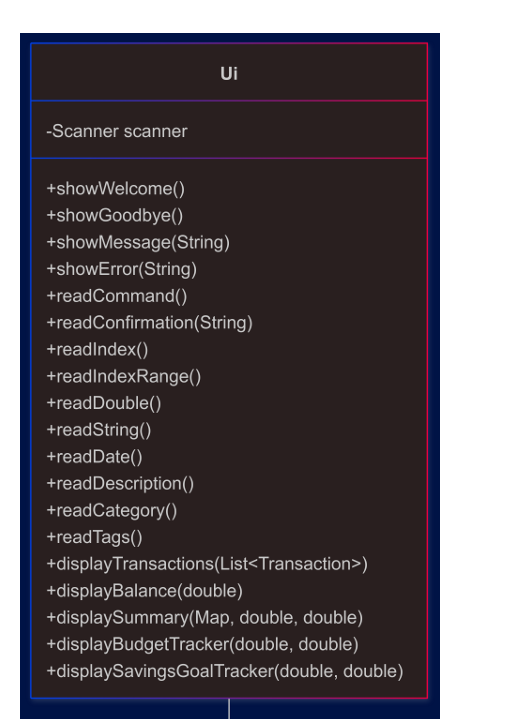 Ui
-Scanner scanner
+showWelcome()
+showGoodbye()
+showMessage(String)
+showError(String)
+readCommand()
+readConfirmation(String)
+readIndex()
+readIndexRange()
+readDouble()
+readString()
+readDate()
+readDescription()
+readCategory()
+readTags()
+displayTransactions(List<Transaction>)
+displayBalance(double)
+displaySummary(Map, double, double)
+displayBudgetTracker(double, double)
+displaySavingsGoalTracker(double, double)